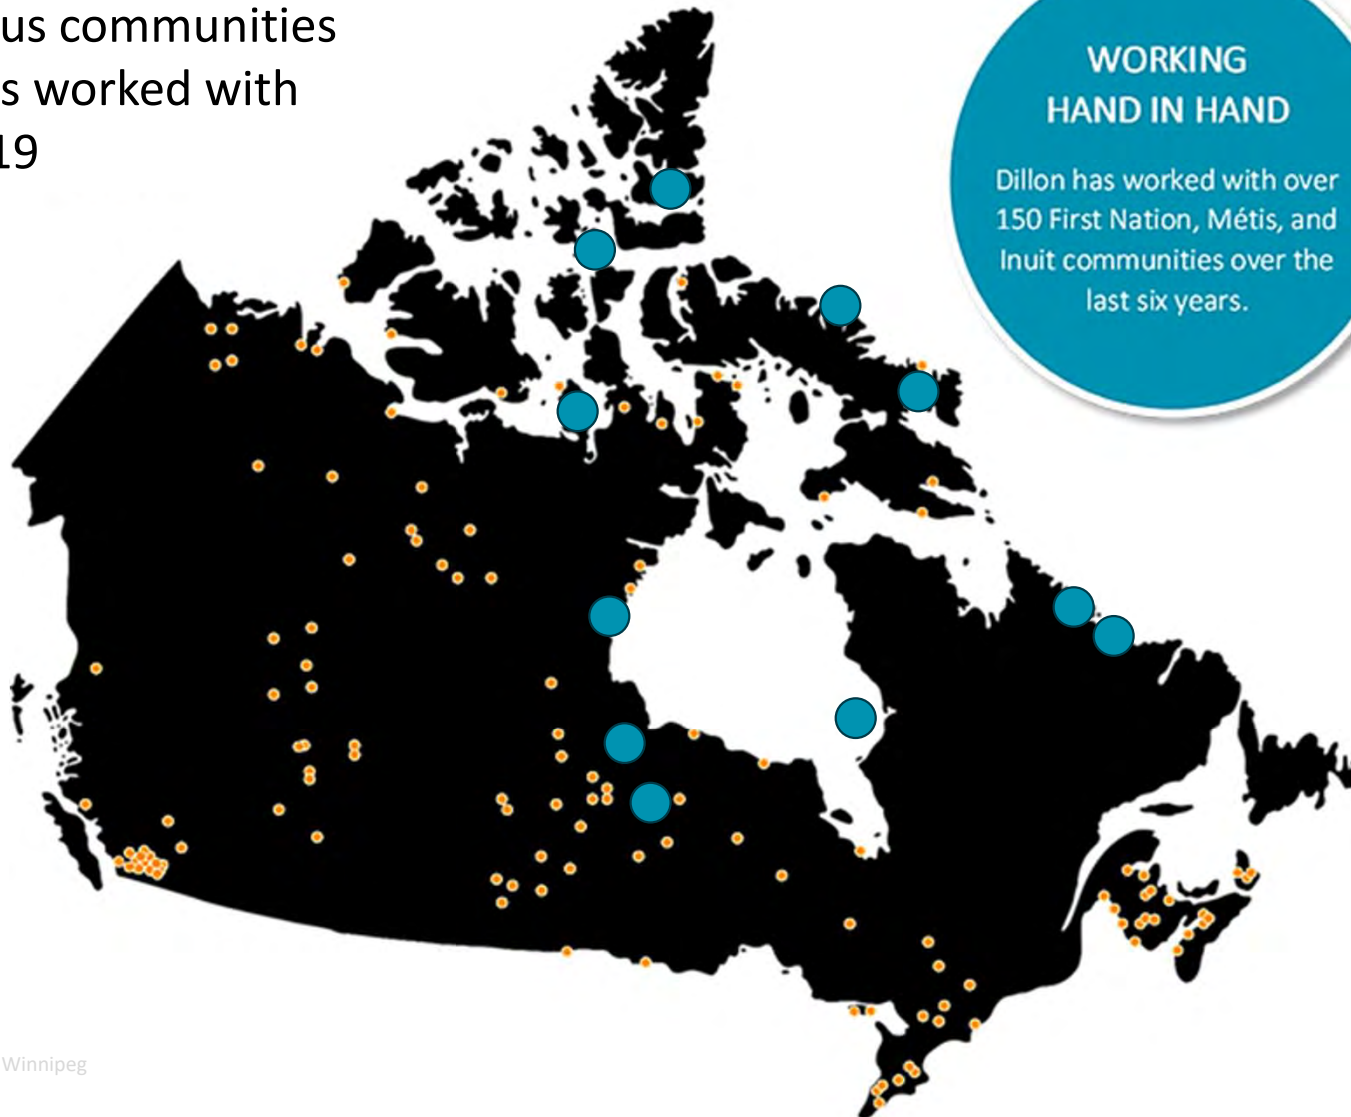 us communities
s worked with
19
WORKING
HAND IN HAND
Dillon has worked with over
150 First Nation, Métis, and
Inuit communities over the
last six years.
Winnipeg